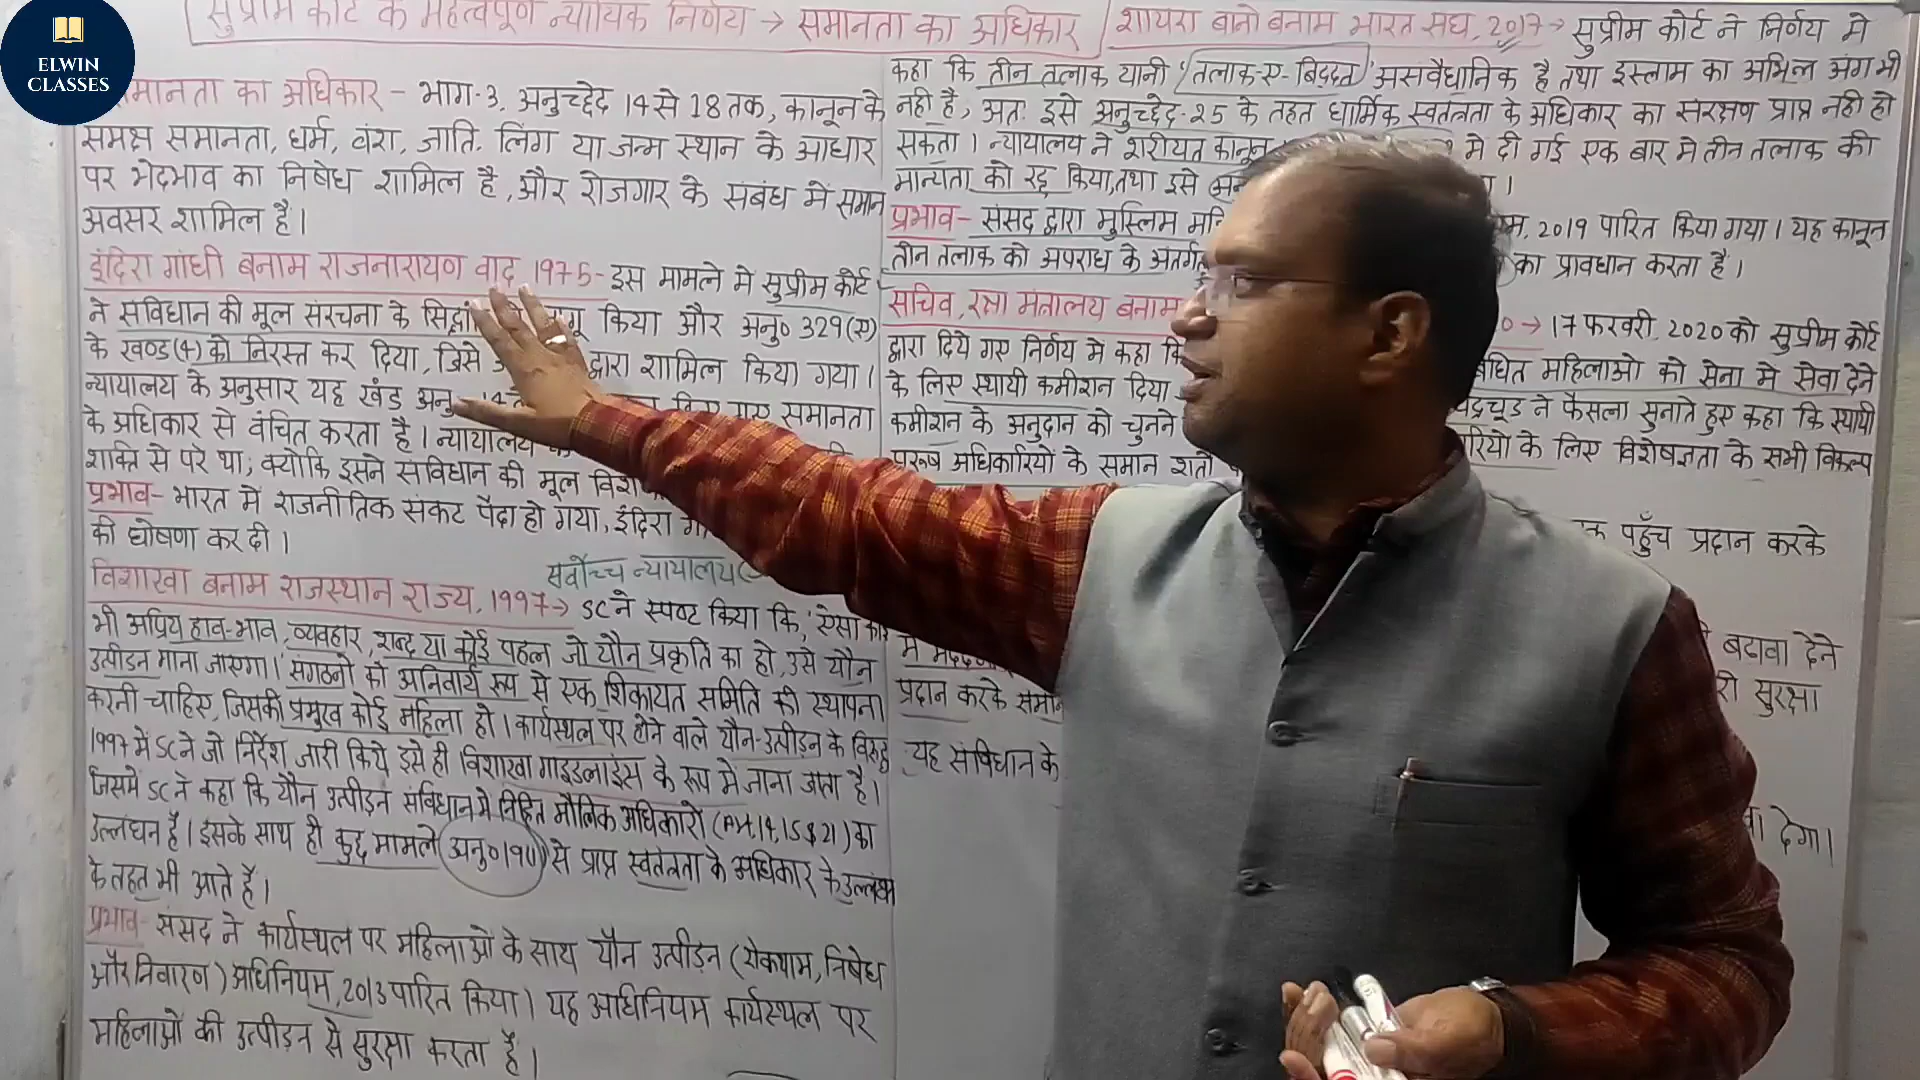 ELWIN
CLASSES
सुप्रीम कोर्ट के महत्वपूर्ण न्यायिक निर्णय → समानता का अधिकार
समानता का अधिकार - भाग-3, अनुच्छेद 14 से 18 तक, कानून के
समक्ष समानता, धर्म, वंश, जाति, लिंग या जन्म स्थान के आधार
पर भेदभाव का निषेध शामिल है, और रोजगार के संबंध में समान
अवसर शामिल है।
इंदिरा गांधी बनाम राजनारायण वाद 1975- इस मामले मे सुप्रीम कोर्ट
ने संविधान की मूल संरचना के किया और अनु० 329(ए)
के खण्ड(4) को निरस्त कर दिया, जिसे द्वारा शामिल किया गया।
न्यायालय के अनुसार यह खंड समानता
के अधिकार से वंचित करता है। न्यायालय
शक्ति से परे था; क्योंकि इसने संविधान की मूल
प्रभाव- भारत में राजनीतिक संकट पैदा हो गया, इंदिरा
की घोषणा कर दी।
सर्वोच्च न्यायालय
विशाखा बनाम राजस्थान राज्य, 1997→ SC ने स्पष्ट किया कि, 'ऐसा कोई
भी अप्रिय हाव-भाव, व्यवहार, शब्द या कोई पहल जो यौन प्रकृति का हो, उसे यौन
उत्पीडन माना जाएगा।' संगठनो को अनिवार्य रूप से एक शिकायत समिति की स्थापना
करनी चाहिए, जिसकी प्रमुख कोई महिला हो। कार्यस्थल पर होने वाले यौन-उत्पीड़न के विरुद्ध
1997 में SC ने जो निर्देश जारी किये इसे ही विशाखा गाइडलाइंस के रूप मे जाना जाता है।
जिसमें SC ने कहा कि यौन उत्पीड़न संविधान मे निहित मौलिक अधिकारों (Art. 14, 15 & 21) का
उल्लंघन है। इसके साथ ही कुछ मामले से प्राप्त स्वतंत्रता के अधिकार के उल्लंघन
के तहत भी आते हैं।
प्रभाव- संसद ने कार्यस्थल पर महिलाओं के साथ यौन उत्पीड़न (रोकथाम, निषेध
और निवारण) अधिनियम, 2013 पारित किया। यह अधिनियम कार्यस्थल पर
महिलाओं की उत्पीड़न से सुरक्षा करता है।
शायरा बानो बनाम भारत संघ, 2017→ सुप्रीम कोर्ट ने निर्णय मे
कहा कि तीन तलाक यानी 'तलाक-ए-बिद्दत' असंवैधानिक है तथा इस्लाम का अभिन्न अंग भी
नही है, अतः इसे अनुच्छेद-25 के तहत धार्मिक स्वतंत्रता के अधिकार का संरक्षण प्राप्त नही हो
सकता। न्यायालय ने शरीयत कानून मे दी गई एक बार मे तीन तलाक की
मान्यता को रद्द किया, तथा इसे
प्रभाव- संसद द्वारा मुस्लिम 2019 पारित किया गया। यह कानून
तीन तलाक को अपराध के का प्रावधान करता है।
सचिव, रक्षा मंत्रालय बनाम → 17 फरवरी, 2020 को सुप्रीम कोर्ट
द्वारा दिये गए निर्णय मे कहा महिलाओ को सेना मे सेवा देने
के लिए स्थायी कमीशन दिया ने फैसला सुनाते हुए कहा कि स्थायी
कमीशन के अनुदान को चुनने के लिए विशेषज्ञता के सभी विकल्प
पुरूष अधिकारियों के समान शर्तो
पहुँच प्रदान करके
बढावा देने
प्रदान करके सुरक्षा
यह संविधान के
देगा।